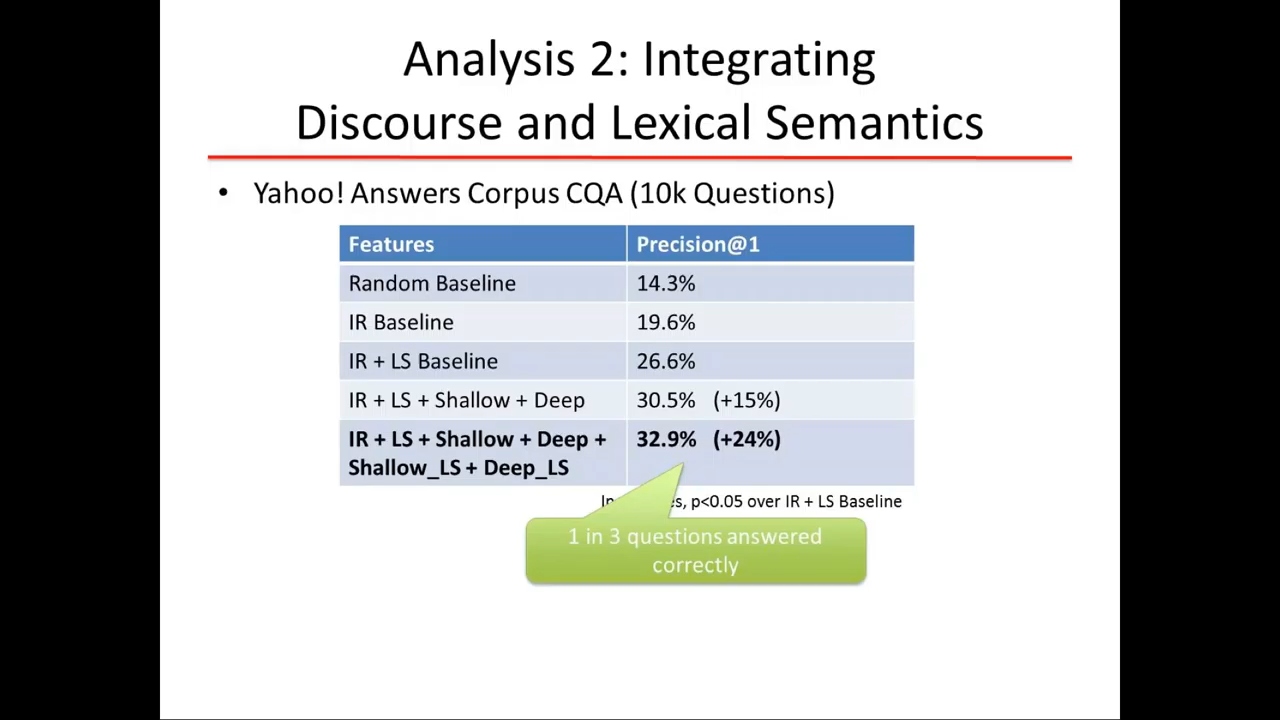 Analysis 2: Integrating
Discourse and Lexical Semantics
• Yahoo! Answers Corpus CQA (10k Questions)
Features Precision@1
Random Baseline 14.3%
IR Baseline 19.6%
IR + LS Baseline 26.6%
IR + LS + Shallow + Deep 30.5% (+15%)
IR + LS + Shallow + Deep + 32.9% (+24%)
Shallow_LS + Deep_LS
p<0.05 over IR + LS Baseline
1 in 3 questions answered
correctly